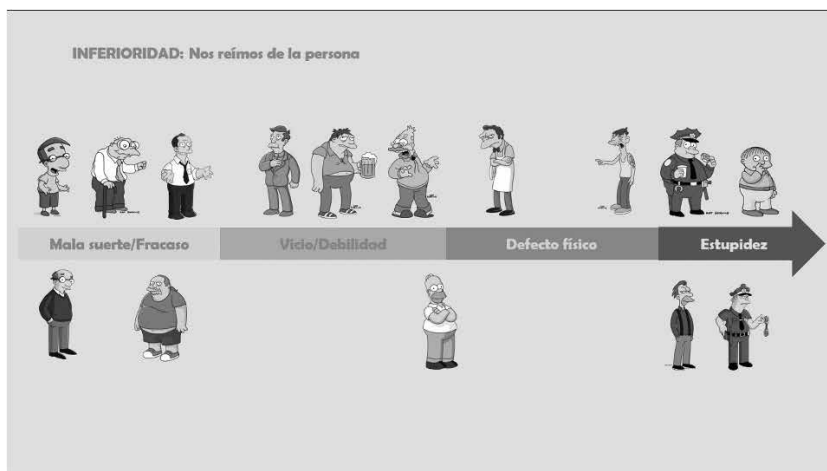 INFERIORIDAD: Nos reímos de la persona
Mala suerte/Fracaso
Vicio/Debilidad
Defecto físico
Estupidez